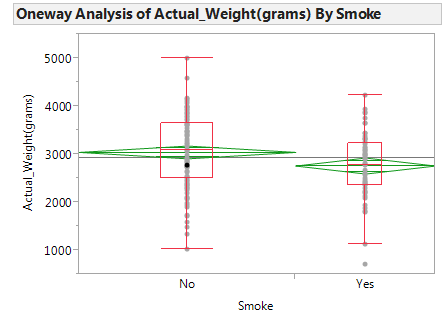 Oneway Analysis of Actual_Weight(grams) By Smoke
5000
4000
3000
2000
1000
Actual_Weight(grams)
No
Yes
Smoke